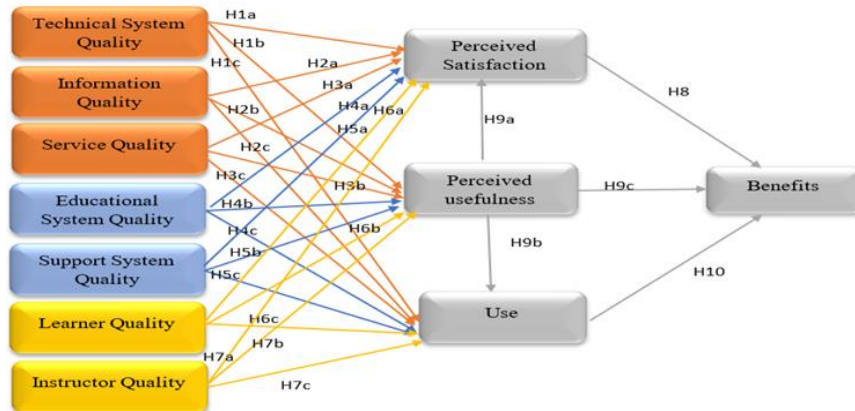 Technical System
Quality
Information
Quality
Service Quality
Educational
System Quality
Support System
Quality
Learner Quality
Instructor Quality
H1a
H1b
H1c
H2a
H3a
H2b
H4a
H6a
H5a
H2c
H3c
H3b
H4b
H4c
H6b
H5b
H5c
H6c
H7a
H7b
H7c
Perceived
Satisfaction
H9a
Perceived
usefulness
H9b
Use
H8
H9c
H10
Benefits